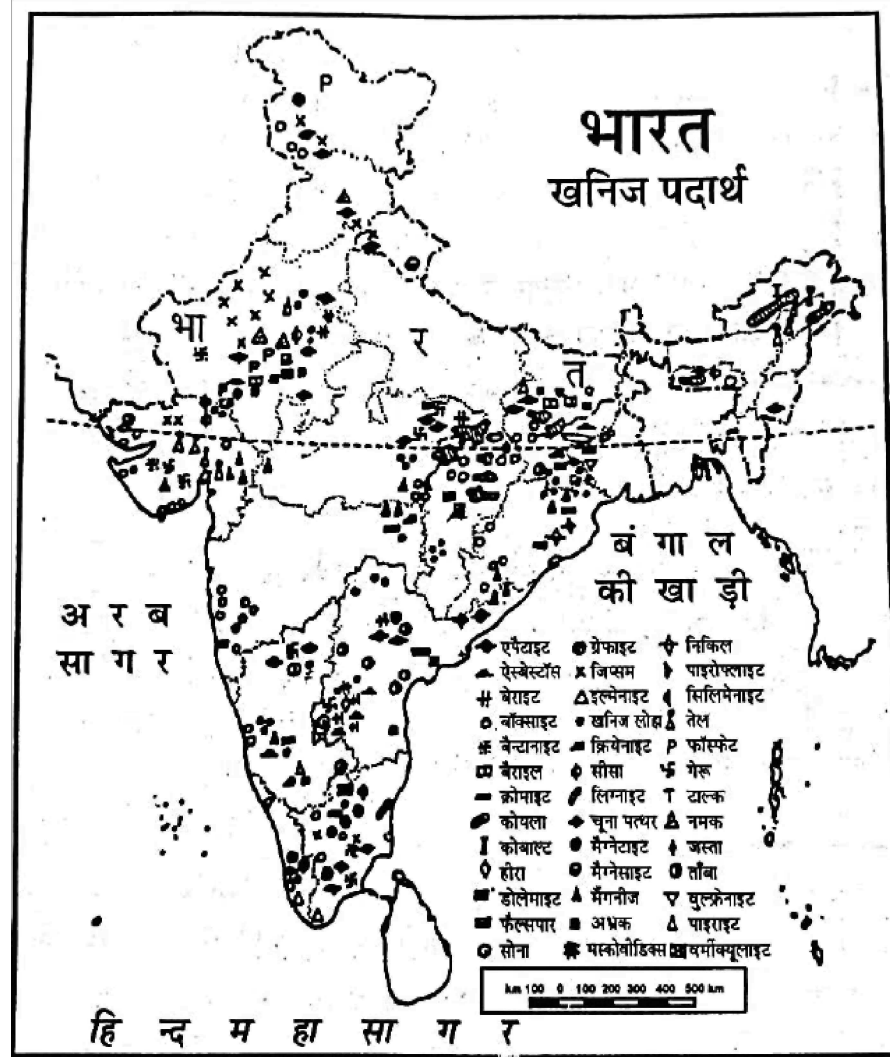 भारत
खनिज पदार्थ
P
भा
र
त
P
P
P
P
अ र ब
सा ग र
बं गा ल
की खा ड़ी
एपैटाइट ग्रेफाइट निकिल
ऐस्बेस्टॉस जिप्सम पाइरोफ्लाइट
बेराइट इल्मेनाइट सिलिमेनाइट
बॉक्साइट खनिज लोहा तेल
बैन्टानाइट क्रियेनाइट P फॉस्फेट
बैराइल सीसा गेरू
क्रोमाइट लिग्नाइट T टाल्क
कोयला चूना पत्थर नमक
कोबाल्ट मैग्नेटाइट जस्ता
हीरा मैग्नेसाइट ताँबा
डोलेमाइट मैंगनीज वुल्फ्रेनाइट
फैल्सपार अभ्रक पाइराइट
सोना मस्कोवोडिक्स वर्मीक्यूलाइट
km 100 0 100 200 300 400 500 km
हि न्द म हा सा ग र